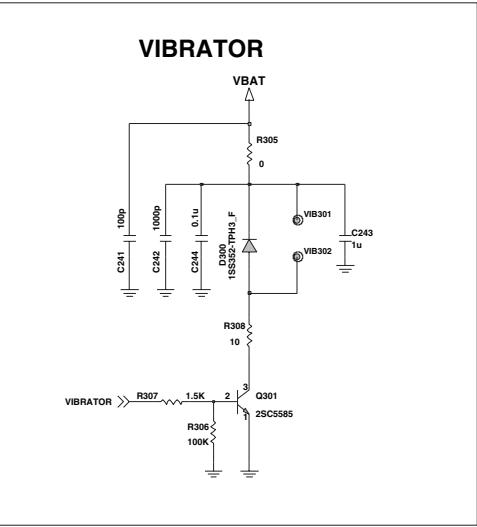 VIBRATOR
VBAT
R305
0
100p
C241
1000p
C242
0.1u
C244
D300
1SS352-TPH3_F
VIB301
VIB302
C243
1u
R308
10
VIBRATOR
R307
1.5K
2
3
1
Q301
2SC5585
R306
100K